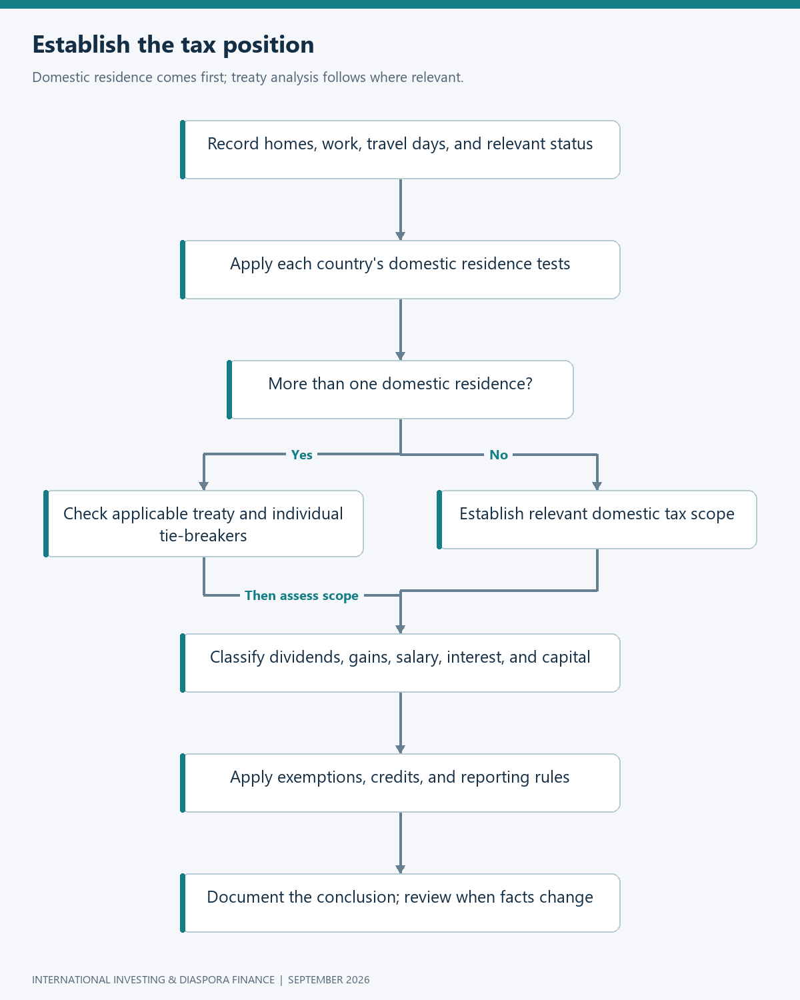 Establish the tax position
Domestic residence comes first; treaty analysis follows where relevant.
Record homes, work, travel days, and relevant status
Apply each country's domestic residence tests
More than one domestic residence?
Yes
No
Check applicable treaty and individual
tie-breakers
Establish relevant domestic tax scope
Then assess scope
Classify dividends, gains, salary, interest, and capital
Apply exemptions, credits, and reporting rules
Document the conclusion; review when facts change
INTERNATIONAL INVESTING & DIASPORA FINANCE | SEPTEMBER 2026